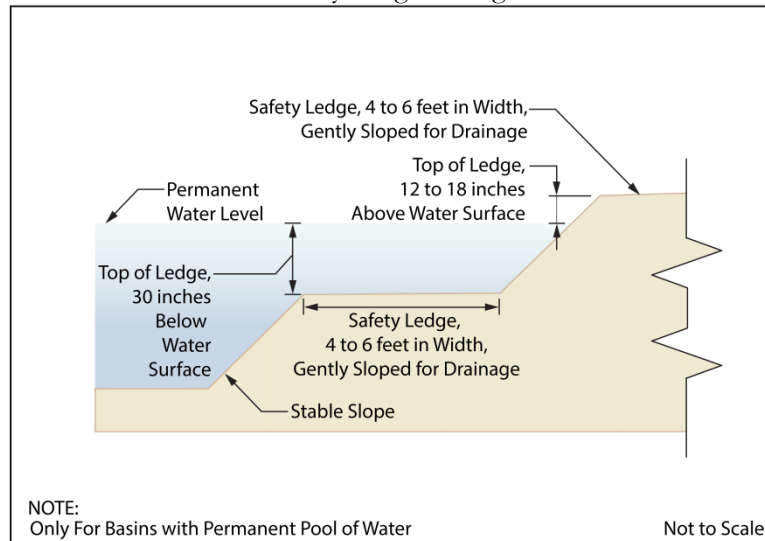 Safety Ledge, 4 to 6 feet in Width,
Gently Sloped for Drainage
Top of Ledge,
12 to 18 inches
Above Water Surface
Permanent
Water Level
Top of Ledge,
30 inches
Below
Water
Surface
Safety Ledge,
4 to 6 feet in Width,
Gently Sloped for Drainage
Stable Slope
NOTE:
Only For Basins with Permanent Pool of Water
Not to Scale